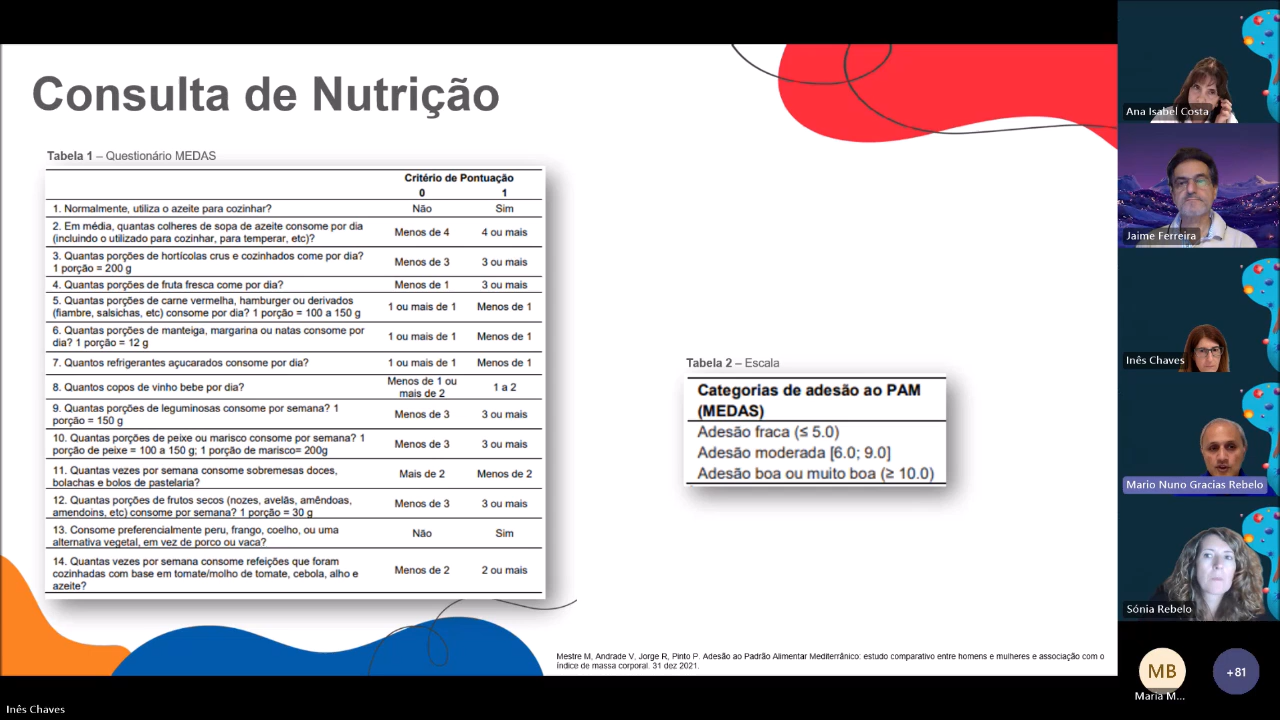 Consulta de Nutrição
Tabela 1 – Questionário MEDAS
Critério de Pontuação
0 1
1. Normalmente, utiliza o azeite para cozinhar? Não Sim
2. Em média, quantas colheres de sopa de azeite consome por dia
(incluindo o utilizado para cozinhar, para temperar, etc)? Menos de 4 4 ou mais
3. Quantas porções de hortícolas crus e cozinhados come por dia?
1 porção = 200 g Menos de 3 3 ou mais
4. Quantas porções de fruta fresca come por dia? Menos de 1 3 ou mais
5. Quantas porções de carne vermelha, hamburger ou derivados
(fiambre, salsichas, etc) consome por dia? 1 porção = 100 a 150 g 1 ou mais de 1 Menos de 1
6. Quantas porções de manteiga, margarina ou natas consome por
dia? 1 porção = 12 g 1 ou mais de 1 Menos de 1
7. Quantos refrigerantes açucarados consome por dia? 1 ou mais de 1 Menos de 1
8. Quantos copos de vinho bebe por dia? Menos de 1 ou
mais de 2 1 a 2
9. Quantas porções de leguminosas consome por semana? 1
porção = 150 g Menos de 3 3 ou mais
10. Quantas porções de peixe ou marisco consome por semana? 1
porção de peixe = 100 a 150 g; 1 porção de marisco= 200g Menos de 3 3 ou mais
11. Quantas vezes por semana consome sobremesas doces,
bolachas e bolos de pastelaria? Mais de 2 Menos de 2
12. Quantas porções de frutos secos (nozes, avelãs, amêndoas,
amendoins, etc) consome por semana? 1 porção = 30 g Menos de 3 3 ou mais
13. Consome preferencialmente peru, frango, coelho, ou uma
alternativa vegetal, em vez de porco ou vaca? Não Sim
14. Quantas vezes por semana consome refeições que foram
cozinhadas com base em tomate/molho de tomate, cebola, alho e
azeite? Menos de 2 2 ou mais
Tabela 2 – Escala
Categorias de adesão ao PAM
(MEDAS)
Adesão fraca (≤ 5.0)
Adesão moderada [6.0; 9.0]
Adesão boa ou muito boa (≥ 10.0)
Mestre M, Andrade V, Jorge R, Pinto P. Adesão ao Padrão Alimentar Mediterrânico: estudo comparativo entre homens e mulheres e associação com o
índice de massa corporal. 31 dez 2021.
Ana Isabel Costa
Jaime Ferreira
Inês Chaves
Mario Nuno Gracias Rebelo
Sónia Rebelo
MB
Maria M...
+81
Inês Chaves